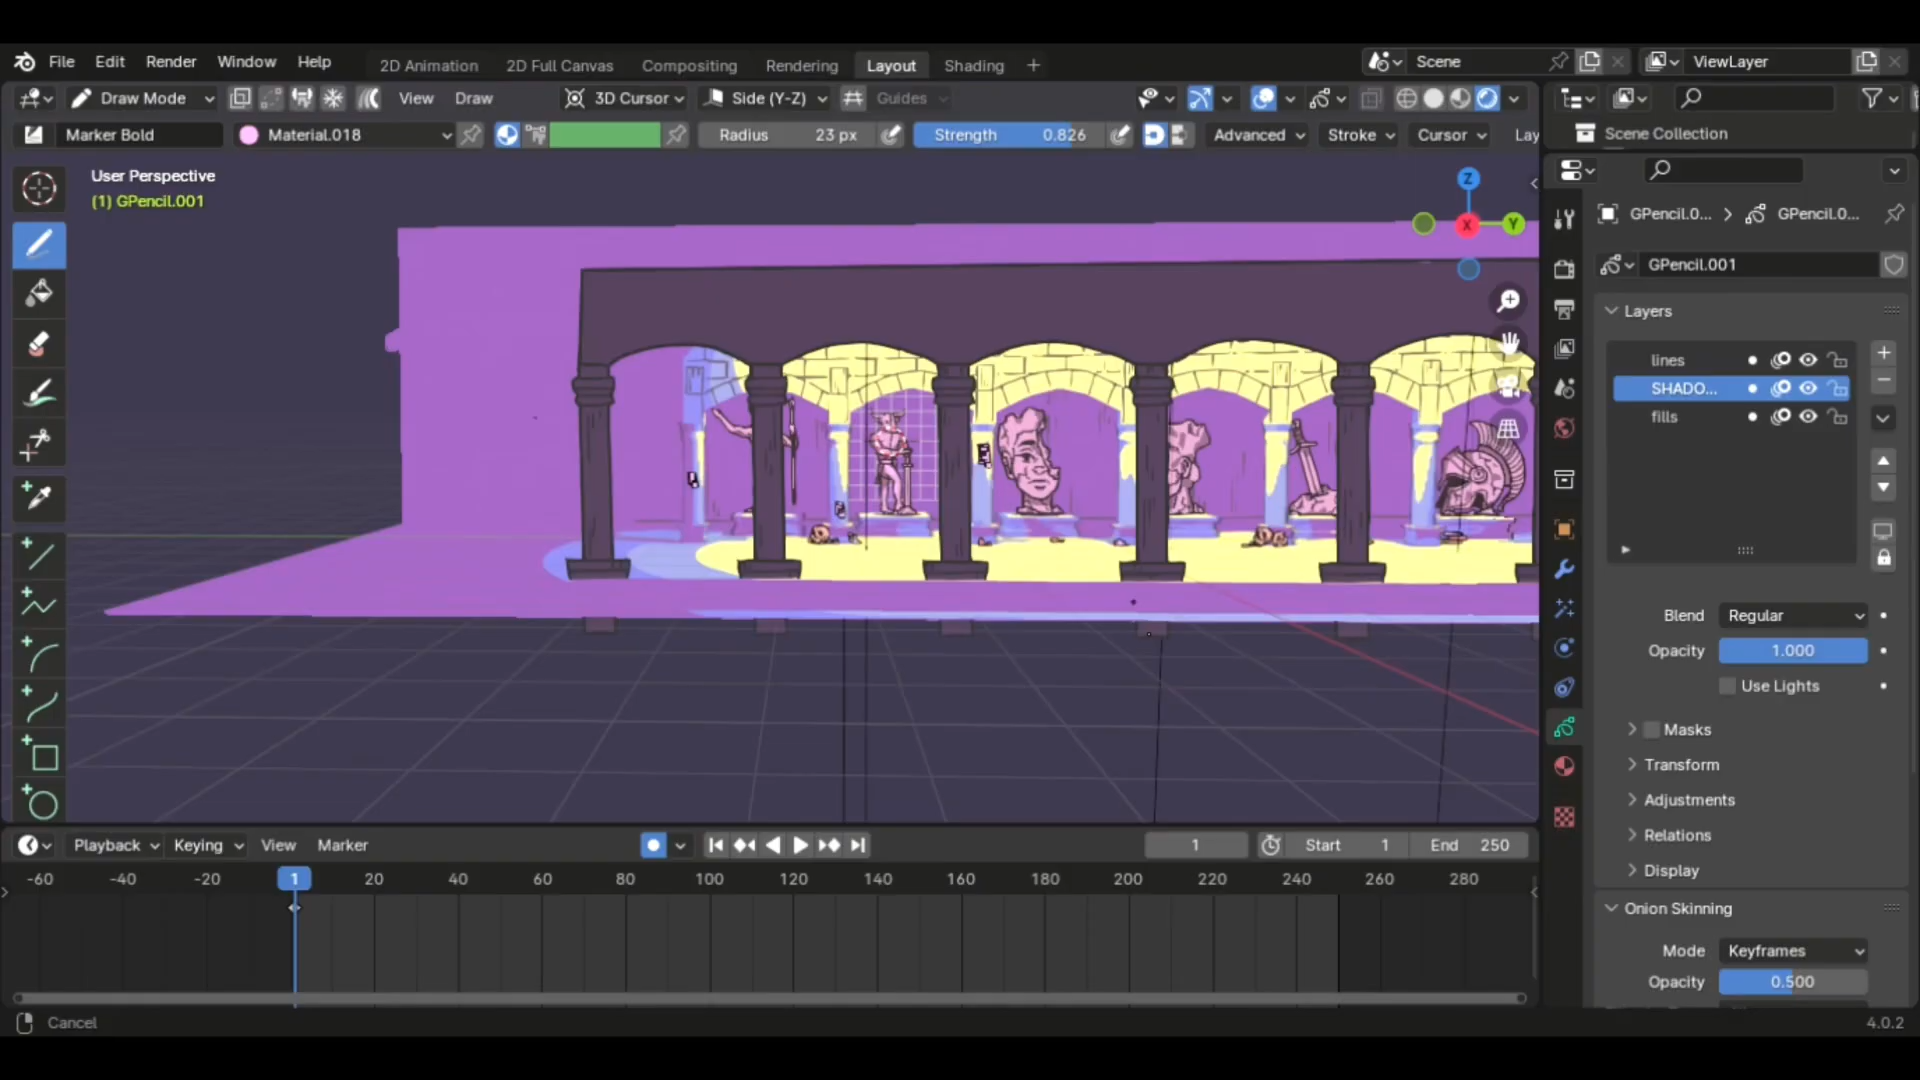 File Edit Render Window Help 2D Animation 2D Full Canvas Compositing Rendering Layout Shading + Scene ViewLayer
Draw Mode View Draw 3D Cursor Side (Y-Z) Guides
Scene Collection
Marker Bold Material.018 Radius 23 px Strength 0.826 Advanced Stroke Cursor Lay
User Perspective
(1) GPencil.001
Z
X Y
GPencil.0... GPencil.0...
GPencil.001
Layers
lines
SHADO...
fills
Blend Regular
Opacity 1.000
Use Lights
Masks
Transform
Adjustments
Relations
Display
Onion Skinning
Mode Keyframes
Opacity 0.500
Playback Keying View Marker 1 Start 1 End 250
-60 -40 -20 1 20 40 60 80 100 120 140 160 180 200 220 240 260 280
Cancel 4.0.2